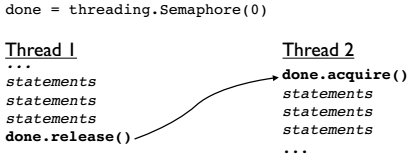 done = threading.Semaphore(0)
Thread 1
...
statements
statements
statements
done.release()
Thread 2
done.acquire()
statements
statements
statements
...